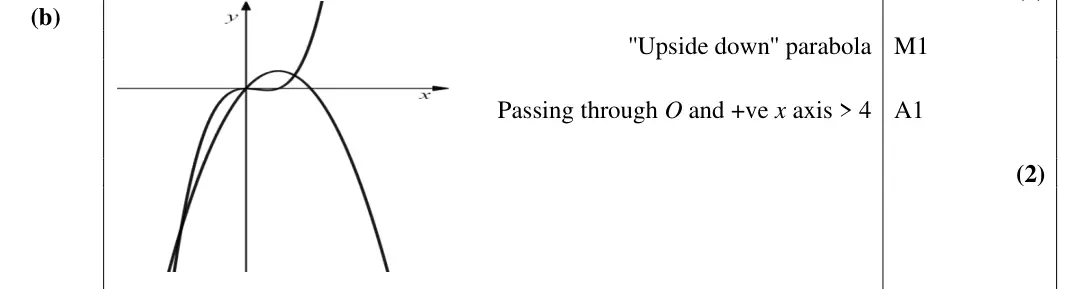 (b)
y
"Upside down" parabola M1
x
Passing through O and +ve x axis > 4 A1
(2)